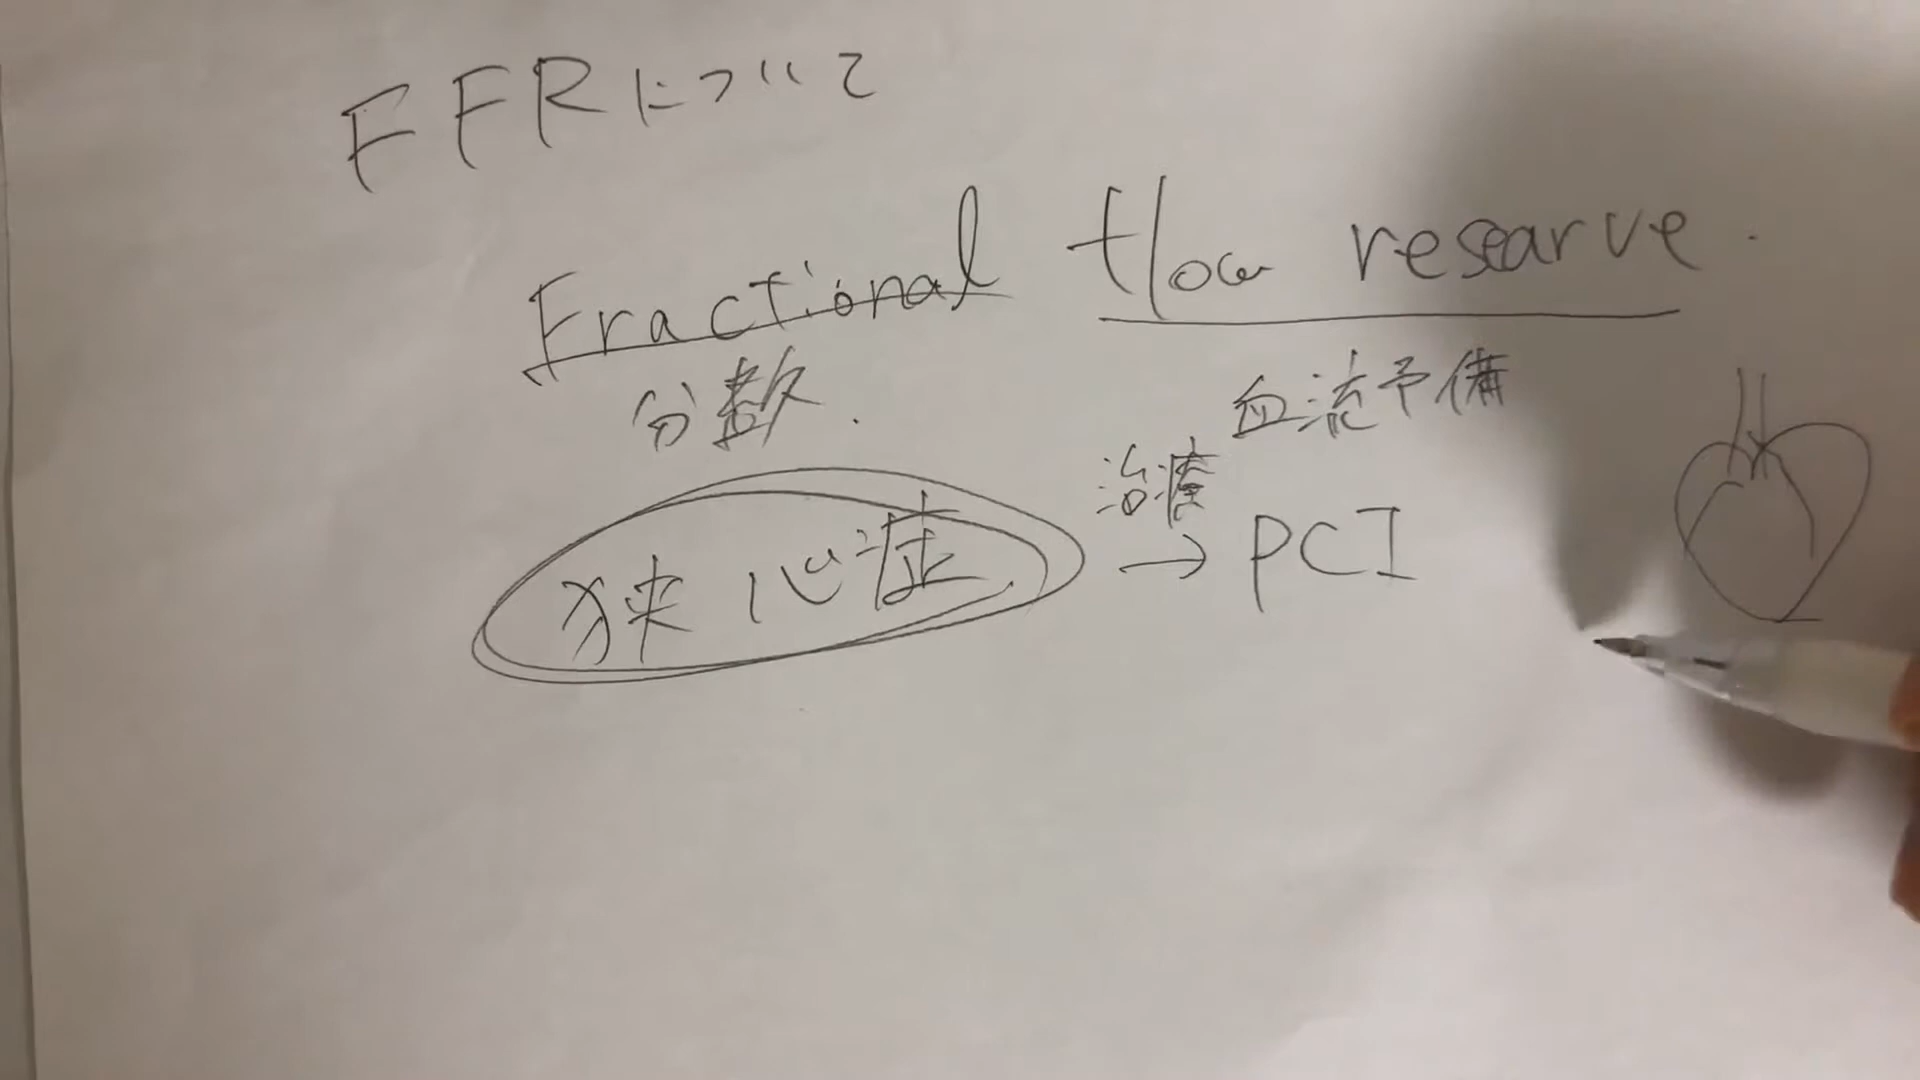 FFRについて
Fractional flow researve.
分数.
血流予備
治療
狭心症 → PCI